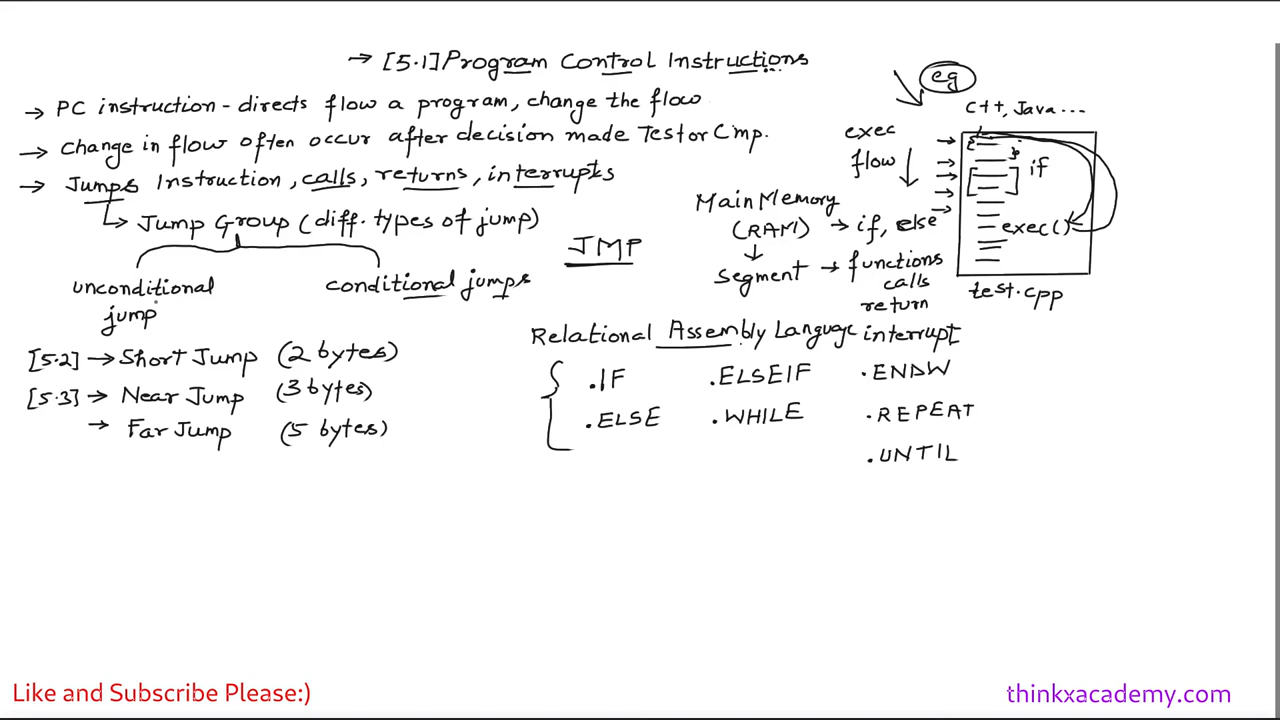 → [5.1] Program Control Instructions
→ PC instruction - directs flow a program, change the flow
→ Change in flow often occur after decision made Test or Cmp.
→ Jumps Instruction, calls, returns, interrupts
↳ Jump Group (diff. types of jump)
JMP
unconditional jump
conditional jumps
[5.2] → Short Jump (2 bytes)
[5.3] → Near Jump (3 bytes)
→ Far Jump (5 bytes)
eg
C++, Java ...
exec
flow
if
exec()
test.cpp
Main Memory
(RAM) → if, else
↓
segment → functions
calls
return
interrupt
Relational Assembly Language
.IF .ELSEIF .ENDW
.ELSE .WHILE .REPEAT
.UNTIL
Like and Subscribe Please:)
thinkxacademy.com